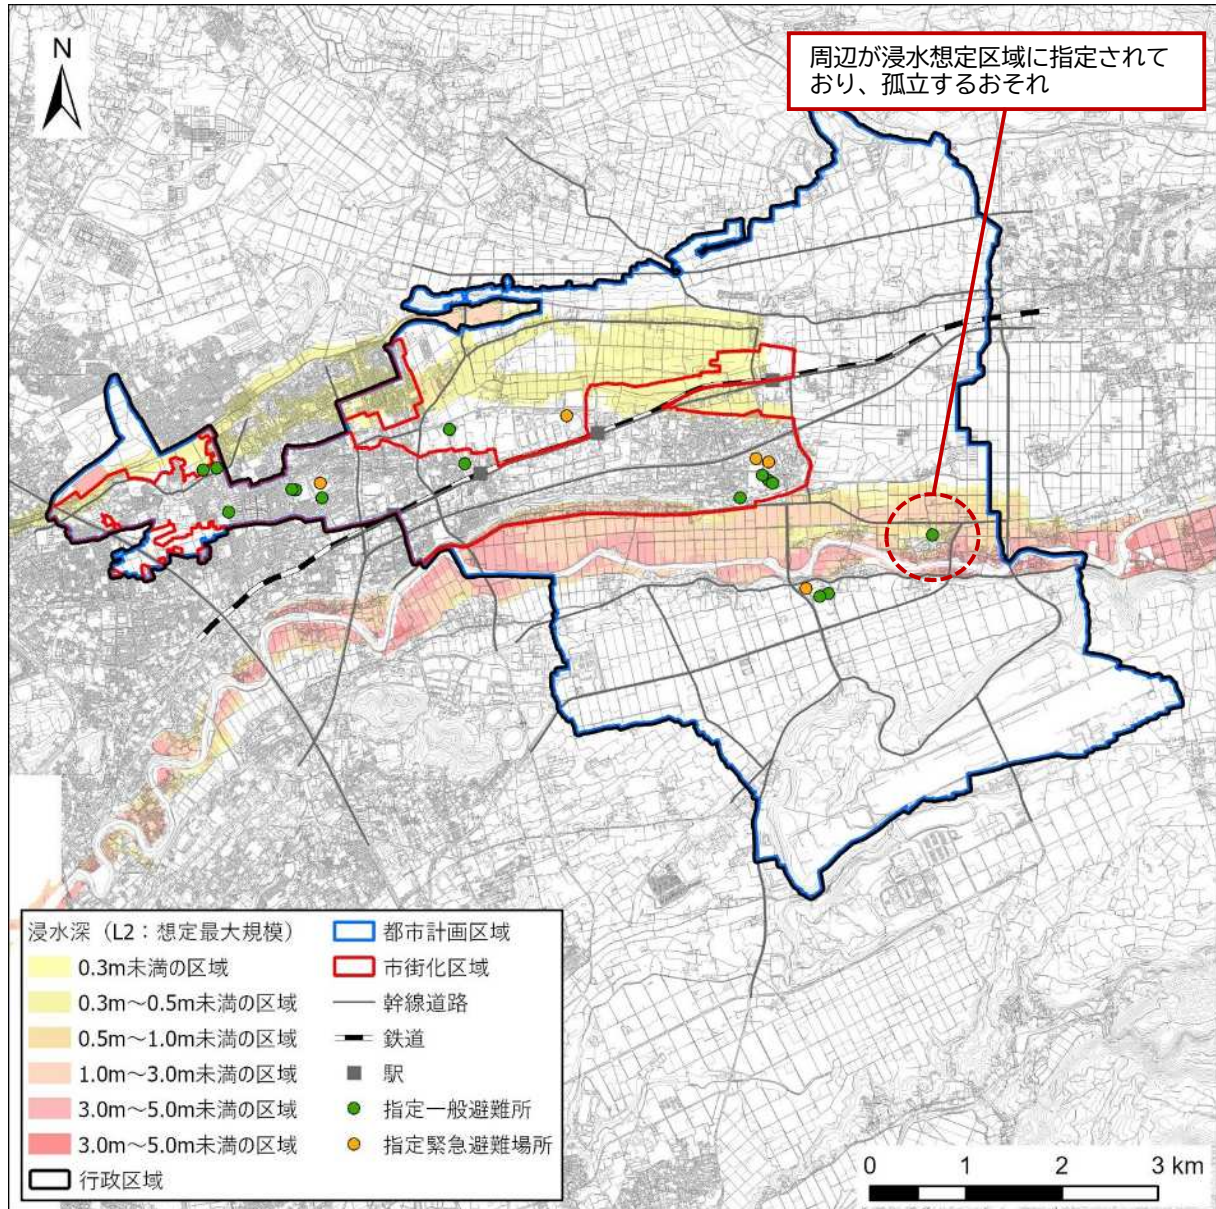 N
周辺が浸水想定区域に指定されて
おり、孤立するおそれ
浸水深（L2：想定最大規模）
0.3m未満の区域
0.3m～0.5m未満の区域
0.5m～1.0m未満の区域
1.0m～3.0m未満の区域
3.0m～5.0m未満の区域
3.0m～5.0m未満の区域
行政区域
都市計画区域
市街化区域
幹線道路
鉄道
駅
指定一般避難所
指定緊急避難場所
0 1 2 3 km